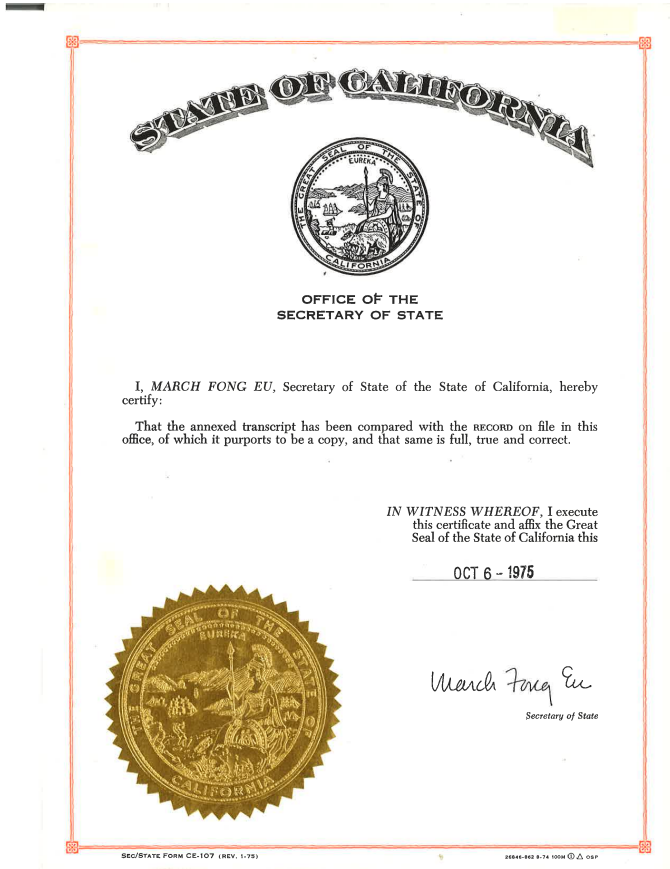 STATE OF CALIFORNIA
THE GREAT SEAL OF THE STATE OF CALIFORNIA
EUREKA
OFFICE OF THE
SECRETARY OF STATE
I, MARCH FONG EU, Secretary of State of the State of California, hereby
certify:
That the annexed transcript has been compared with the RECORD on file in this
office, of which it purports to be a copy, and that same is full, true and correct.
IN WITNESS WHEREOF, I execute
this certificate and affix the Great
Seal of the State of California this
OCT 6 - 1975
THE GREAT SEAL OF THE STATE OF CALIFORNIA
EUREKA
March Fong Eu
Secretary of State
SEC/STATE FORM CE-107 (REV. 1-75)
26846-862 8-74 100M OSP